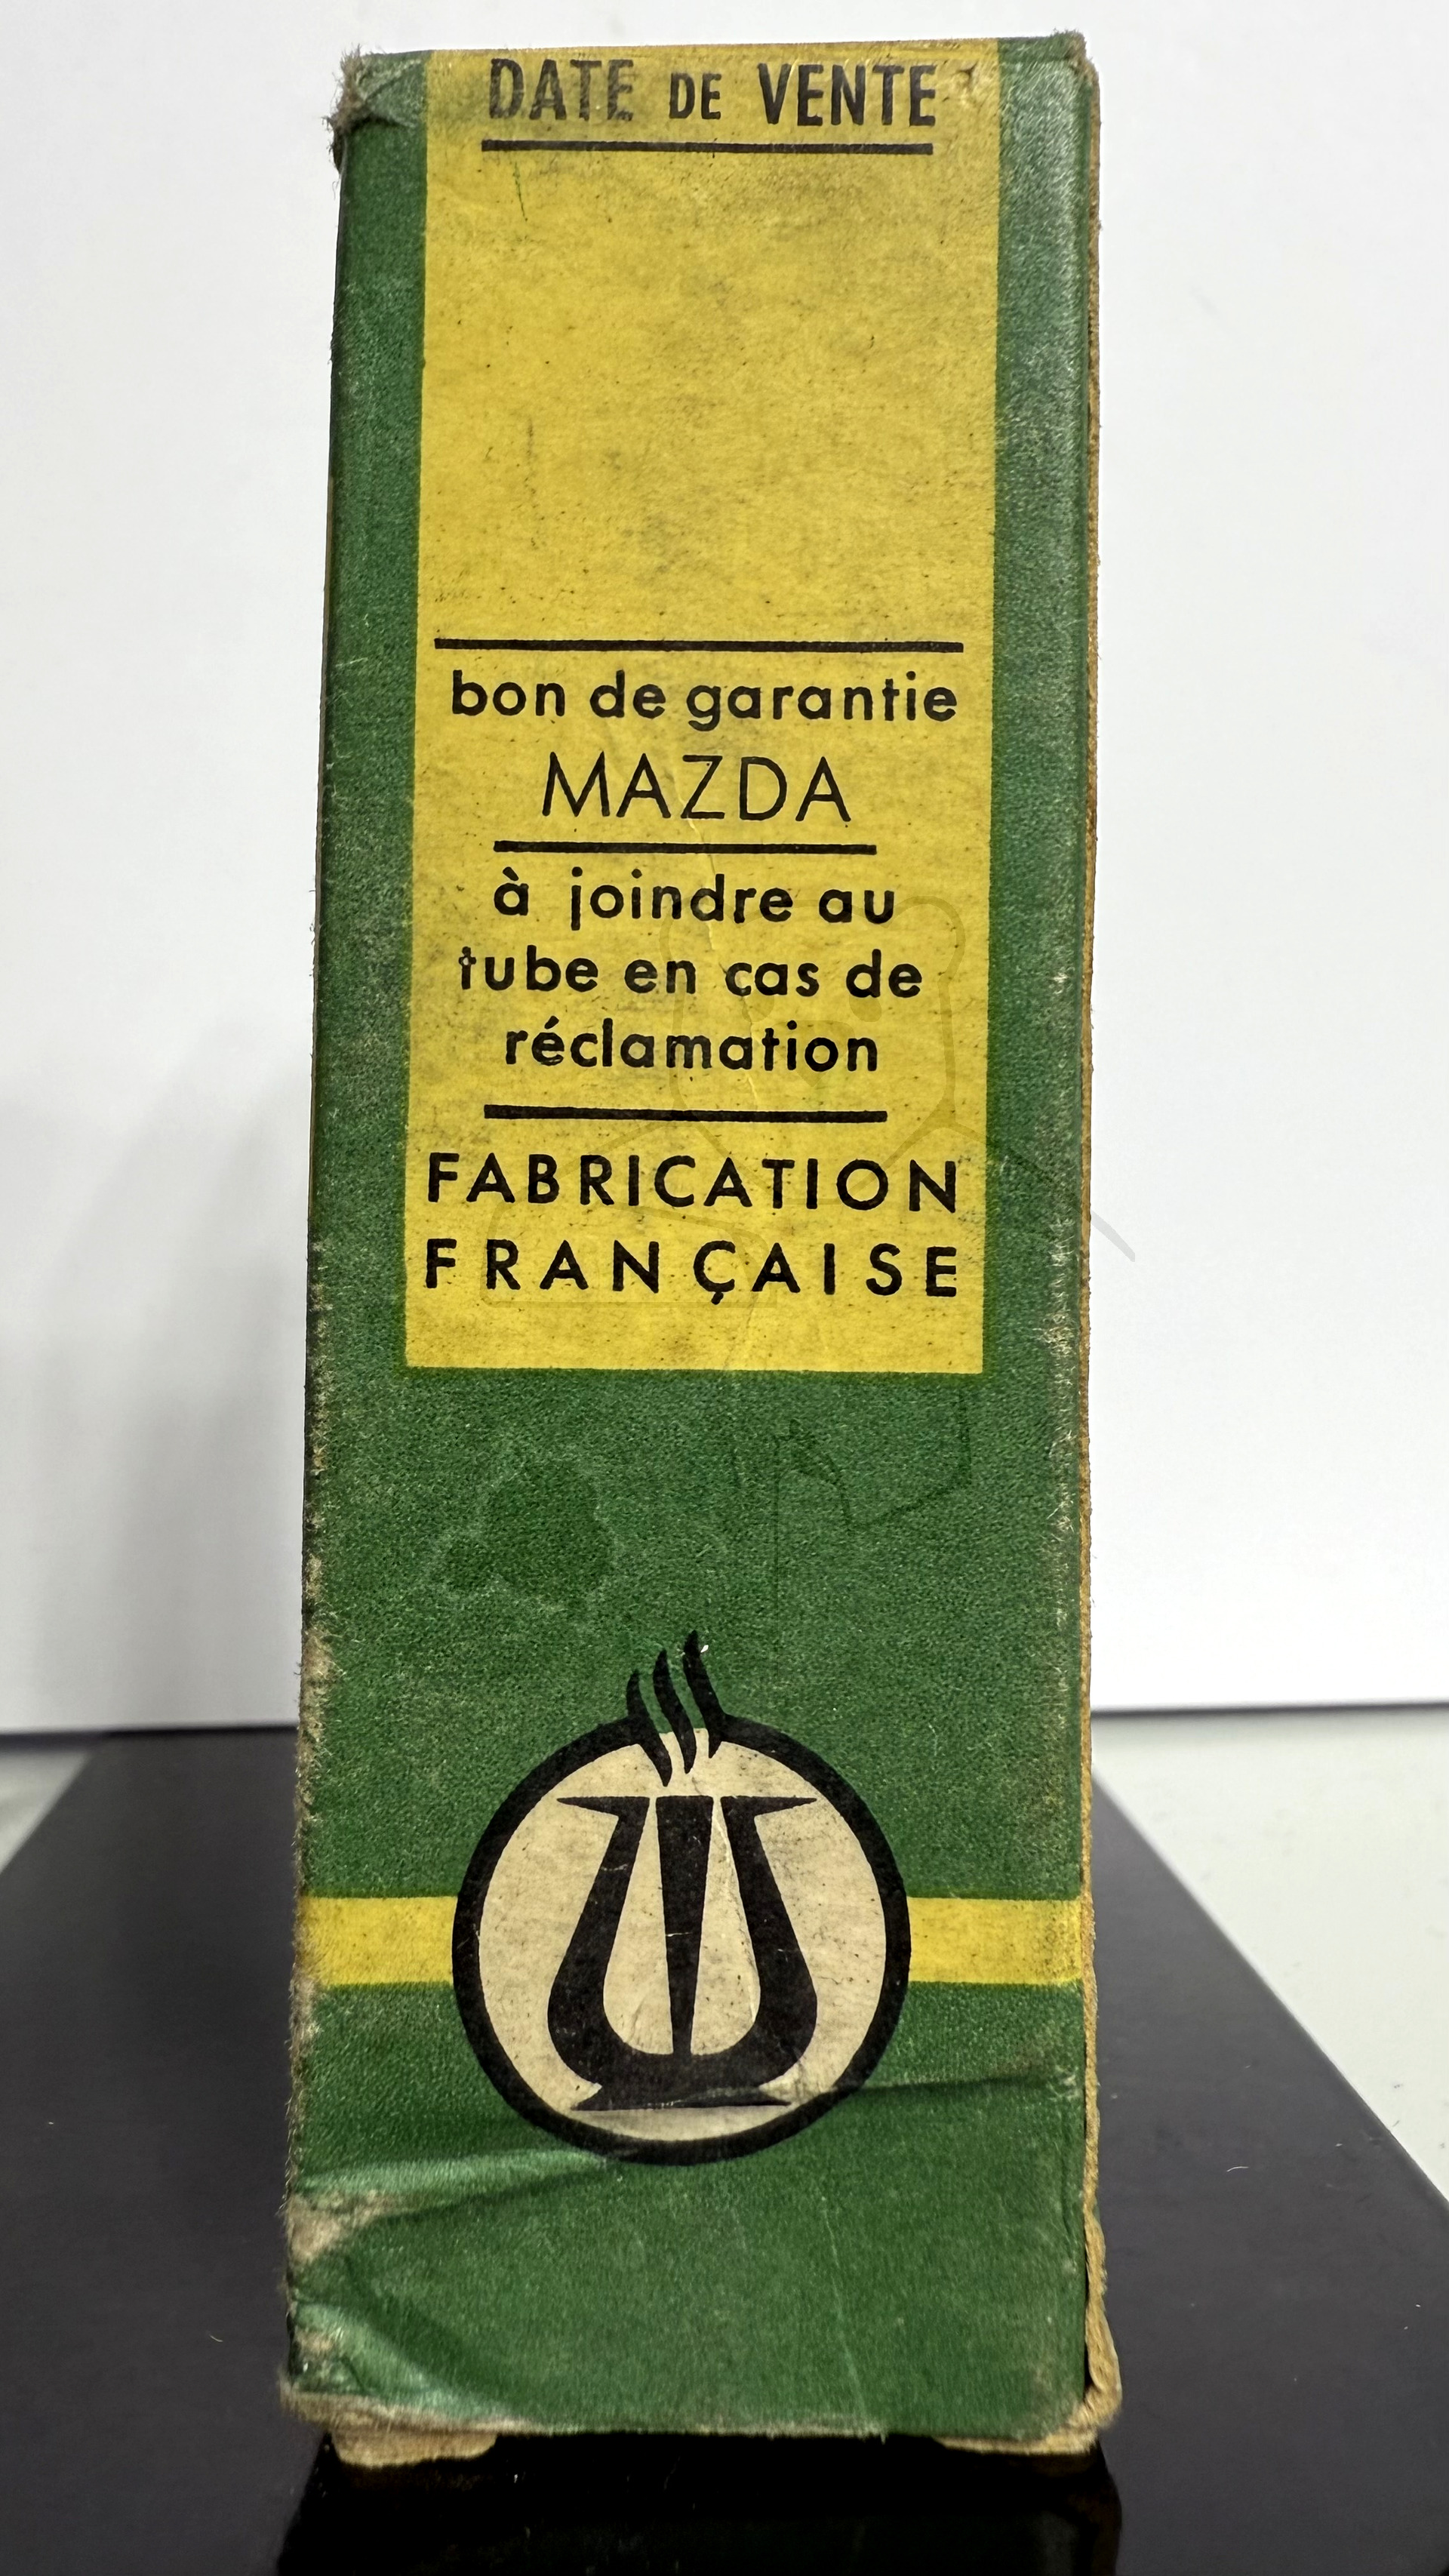 DATE DE VENTE
bon de garantie
MAZDA
à joindre au
tube en cas de
réclamation
FABRICATION
FRANÇAISE